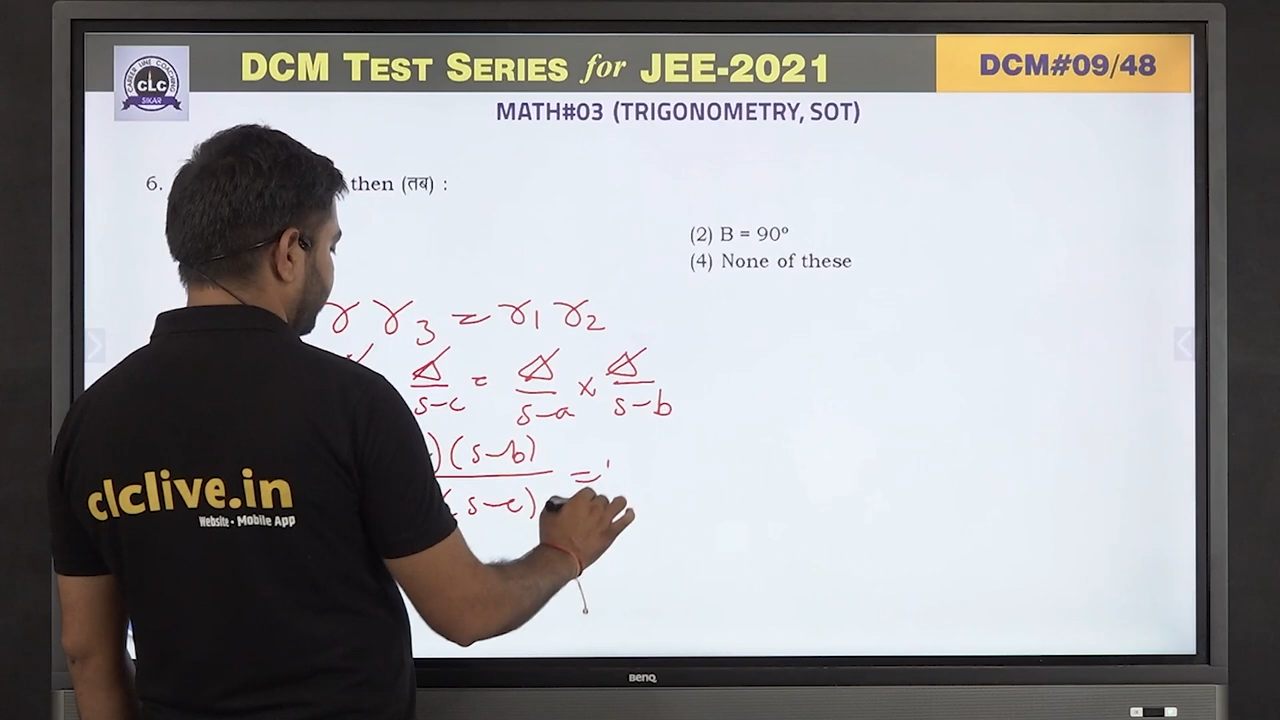 DCM TEST SERIES for JEE-2021
DCM#09/48
CAREER LINE COACHING
CLC
SIKAR
MATH#03 (TRIGONOMETRY, SOT)
6.
then (तब) :
(2) B = 90º
(4) None of these
r r₃ = r₁ r₂
Δ/s-c = Δ/s-a × Δ/s-b
)(s-b)
(s-c) =
clclive.in
Website • Mobile App
BenQ